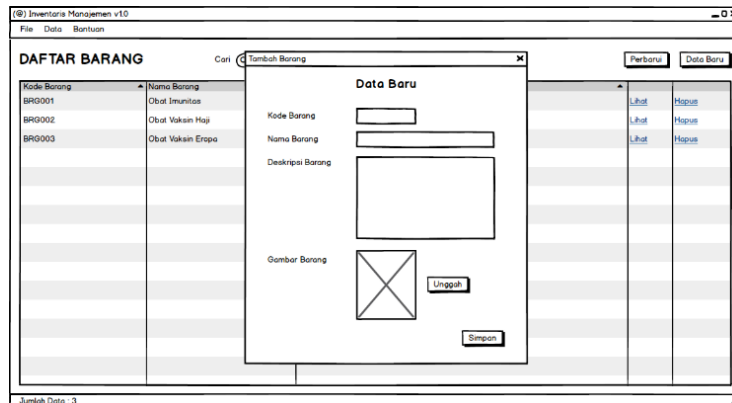 (@) Inventaris Manajemen v1.0
File Data Bantuan
DAFTAR BARANG
Cari
Perbarui
Data Baru
Tambah Barang
Kode Barang
Nama Barang
BRG001
Obat Imunitas
Lihat
Hapus
BRG002
Obat Vaksin Haji
Lihat
Hapus
BRG003
Obat Vaksin Eropa
Lihat
Hapus
Data Baru
Kode Barang
Nama Barang
Deskripsi Barang
Gambar Barang
Unggah
Simpan
Jumlah Data : 3